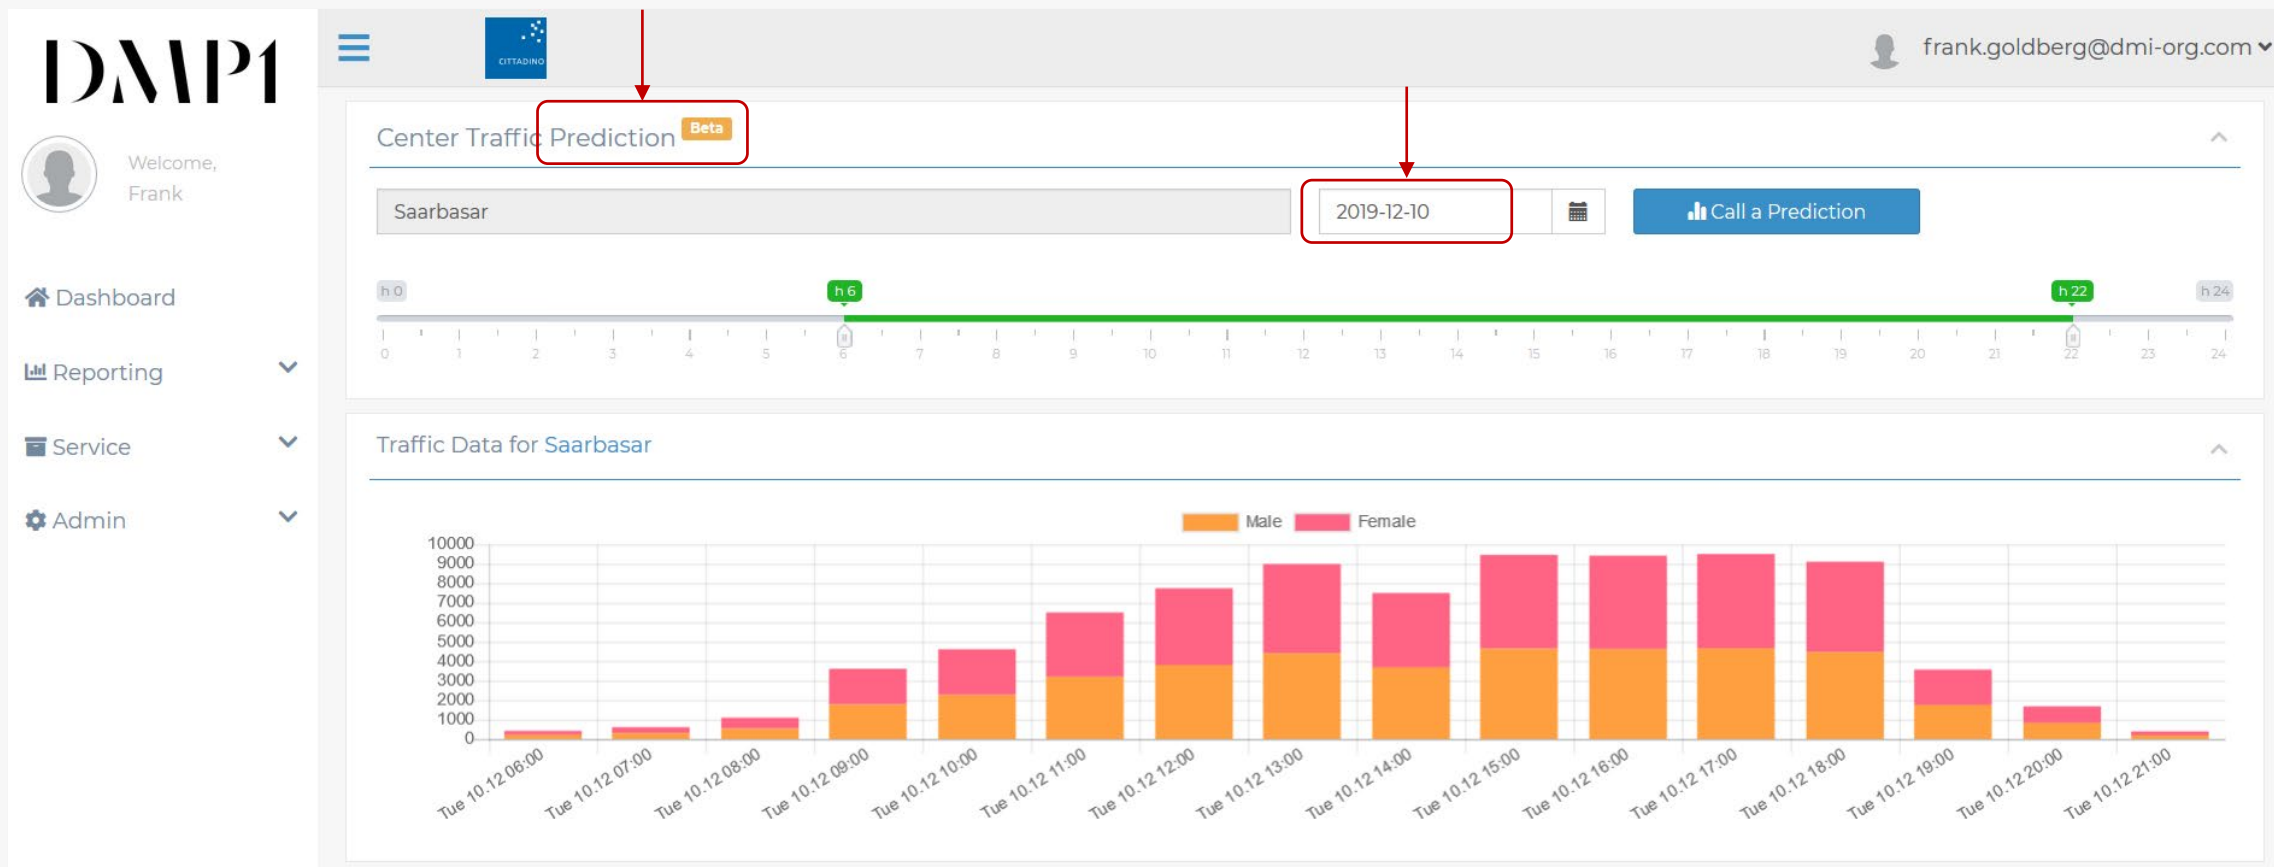 DMP1
CITTADINO
frank.goldberg@dmi-org.com
Welcome,
Frank
Dashboard
Reporting
Service
Admin
Center Traffic Prediction Beta
Saarbasar
2019-12-10
Call a Prediction
h 0
h 6
h 22
h 24
0 1 2 3 4 5 6 7 8 9 10 11 12 13 14 15 16 17 18 19 20 21 22 23 24
Traffic Data for Saarbasar
Male Female
10000
9000
8000
7000
6000
5000
4000
3000
2000
1000
0
Tue 10.12 06:00
Tue 10.12 07:00
Tue 10.12 08:00
Tue 10.12 09:00
Tue 10.12 10:00
Tue 10.12 11:00
Tue 10.12 12:00
Tue 10.12 13:00
Tue 10.12 14:00
Tue 10.12 15:00
Tue 10.12 16:00
Tue 10.12 17:00
Tue 10.12 18:00
Tue 10.12 19:00
Tue 10.12 20:00
Tue 10.12 21:00